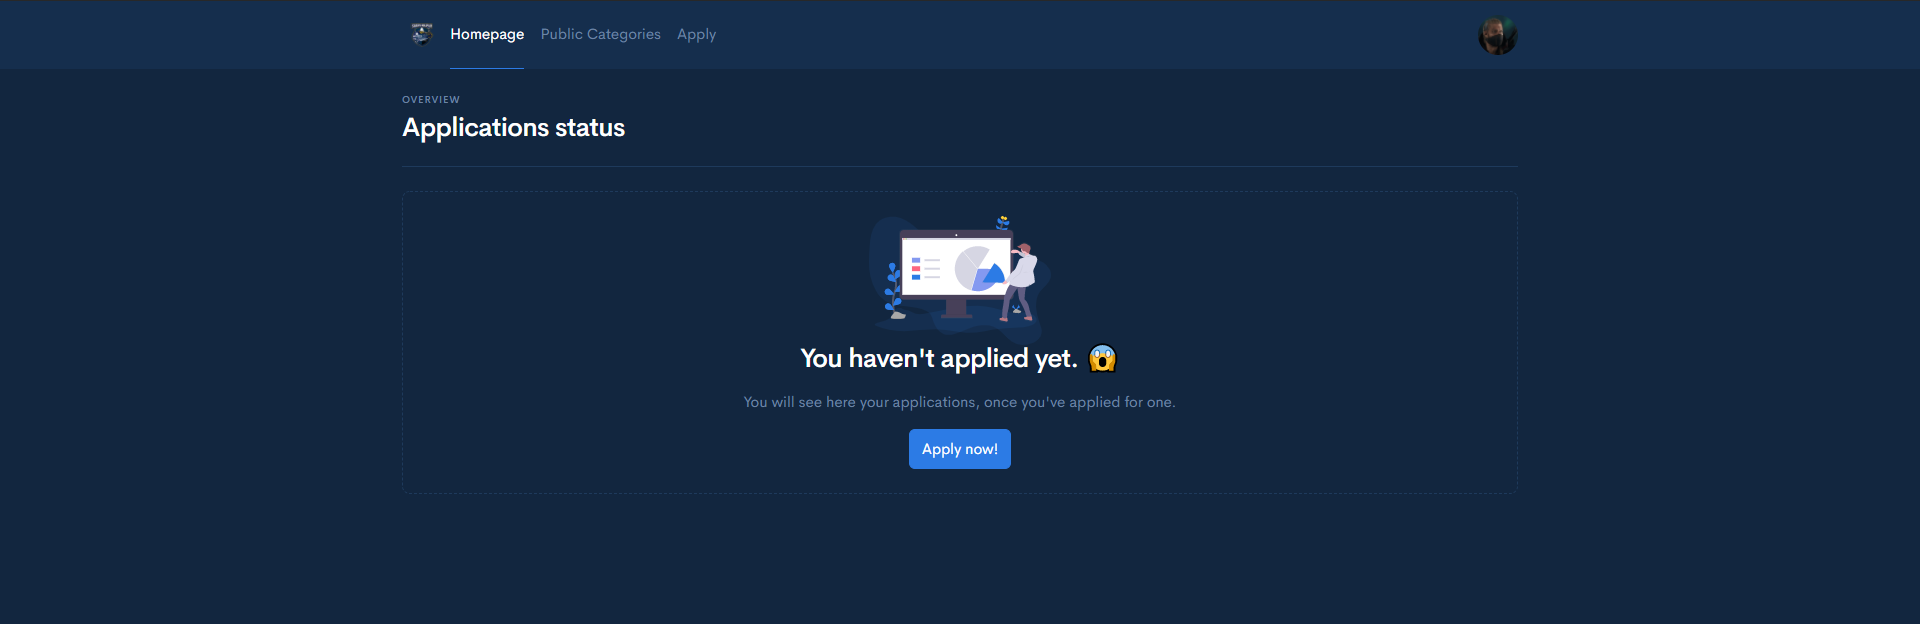 Homepage
Public Categories
Apply
OVERVIEW
Applications status
You haven't applied yet. 😱
You will see here your applications, once you've applied for one.
Apply now!